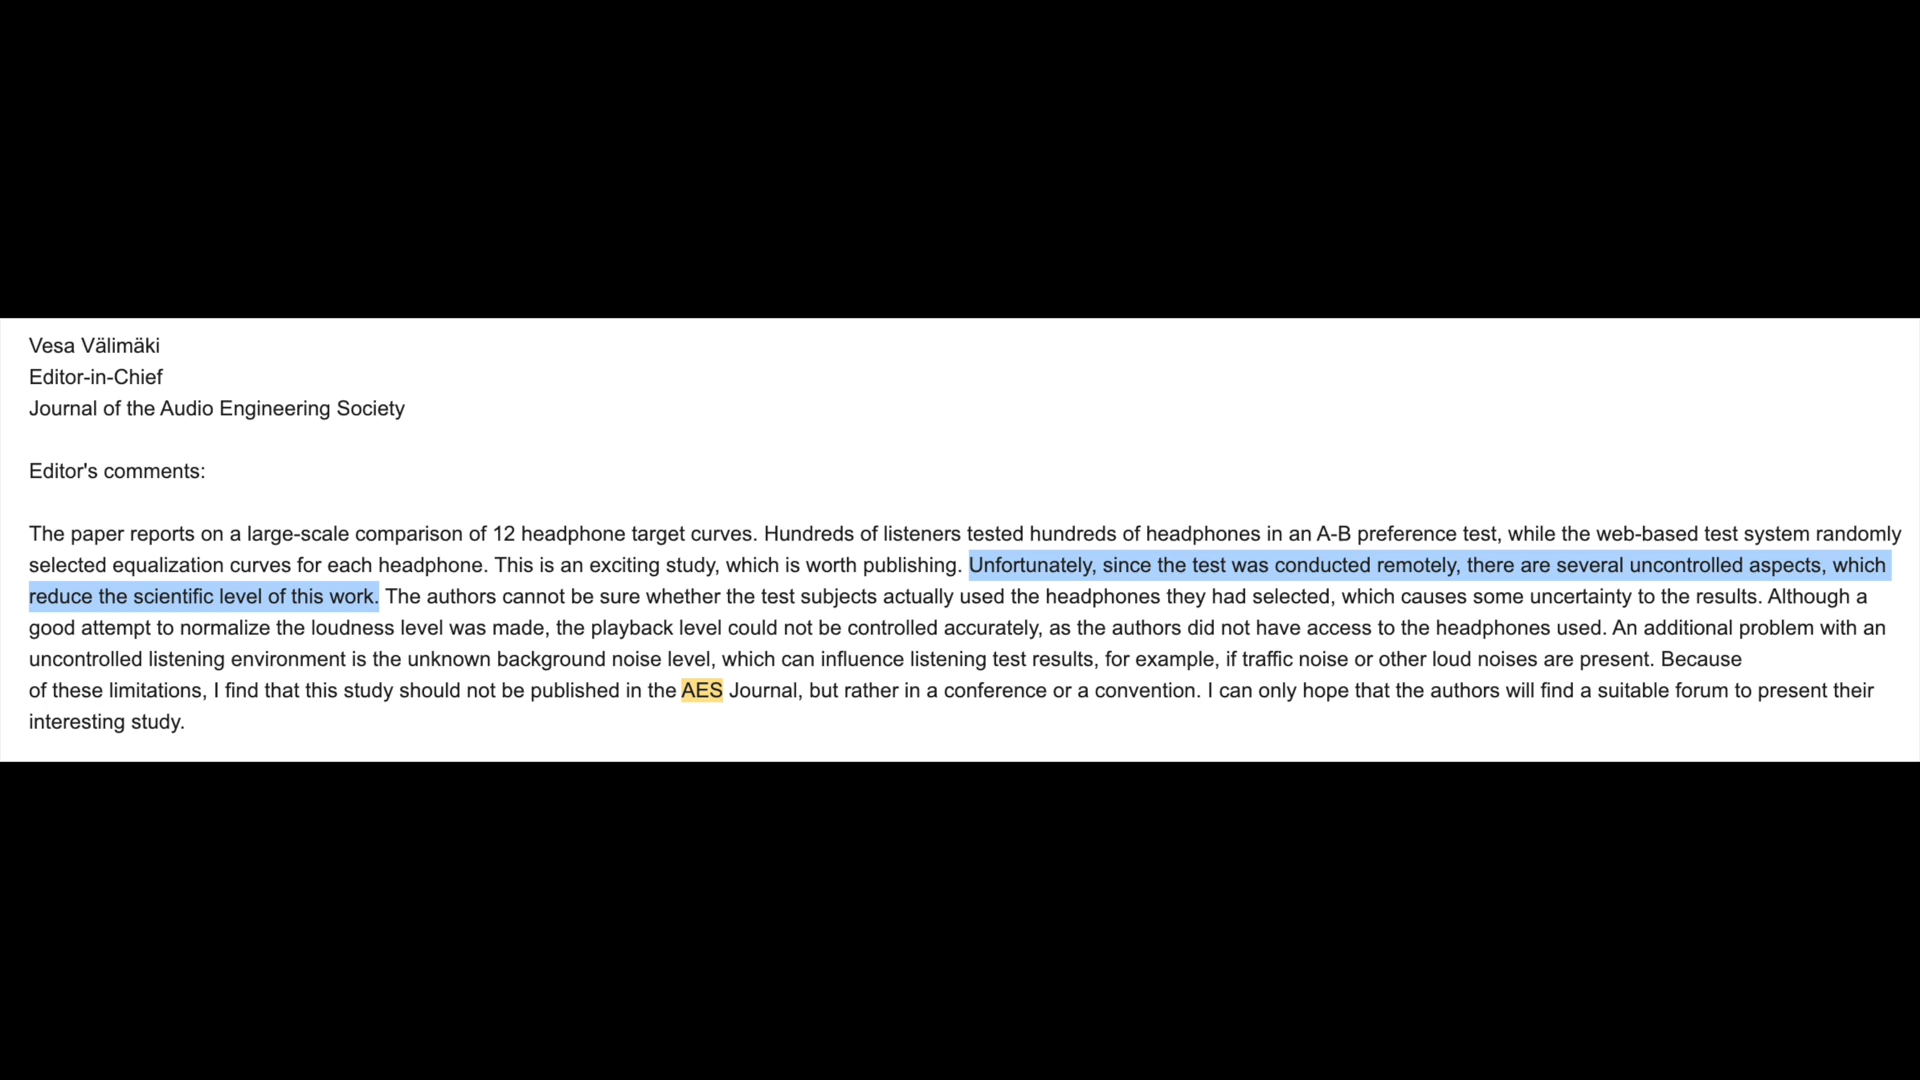 Vesa Välimäki
Editor-in-Chief
Journal of the Audio Engineering Society
Editor's comments:
The paper reports on a large-scale comparison of 12 headphone target curves. Hundreds of listeners tested hundreds of headphones in an A-B preference test, while the web-based test system randomly
selected equalization curves for each headphone. This is an exciting study, which is worth publishing. Unfortunately, since the test was conducted remotely, there are several uncontrolled aspects, which
reduce the scientific level of this work. The authors cannot be sure whether the test subjects actually used the headphones they had selected, which causes some uncertainty to the results. Although a
good attempt to normalize the loudness level was made, the playback level could not be controlled accurately, as the authors did not have access to the headphones used. An additional problem with an
uncontrolled listening environment is the unknown background noise level, which can influence listening test results, for example, if traffic noise or other loud noises are present. Because
of these limitations, I find that this study should not be published in the AES Journal, but rather in a conference or a convention. I can only hope that the authors will find a suitable forum to present their
interesting study.